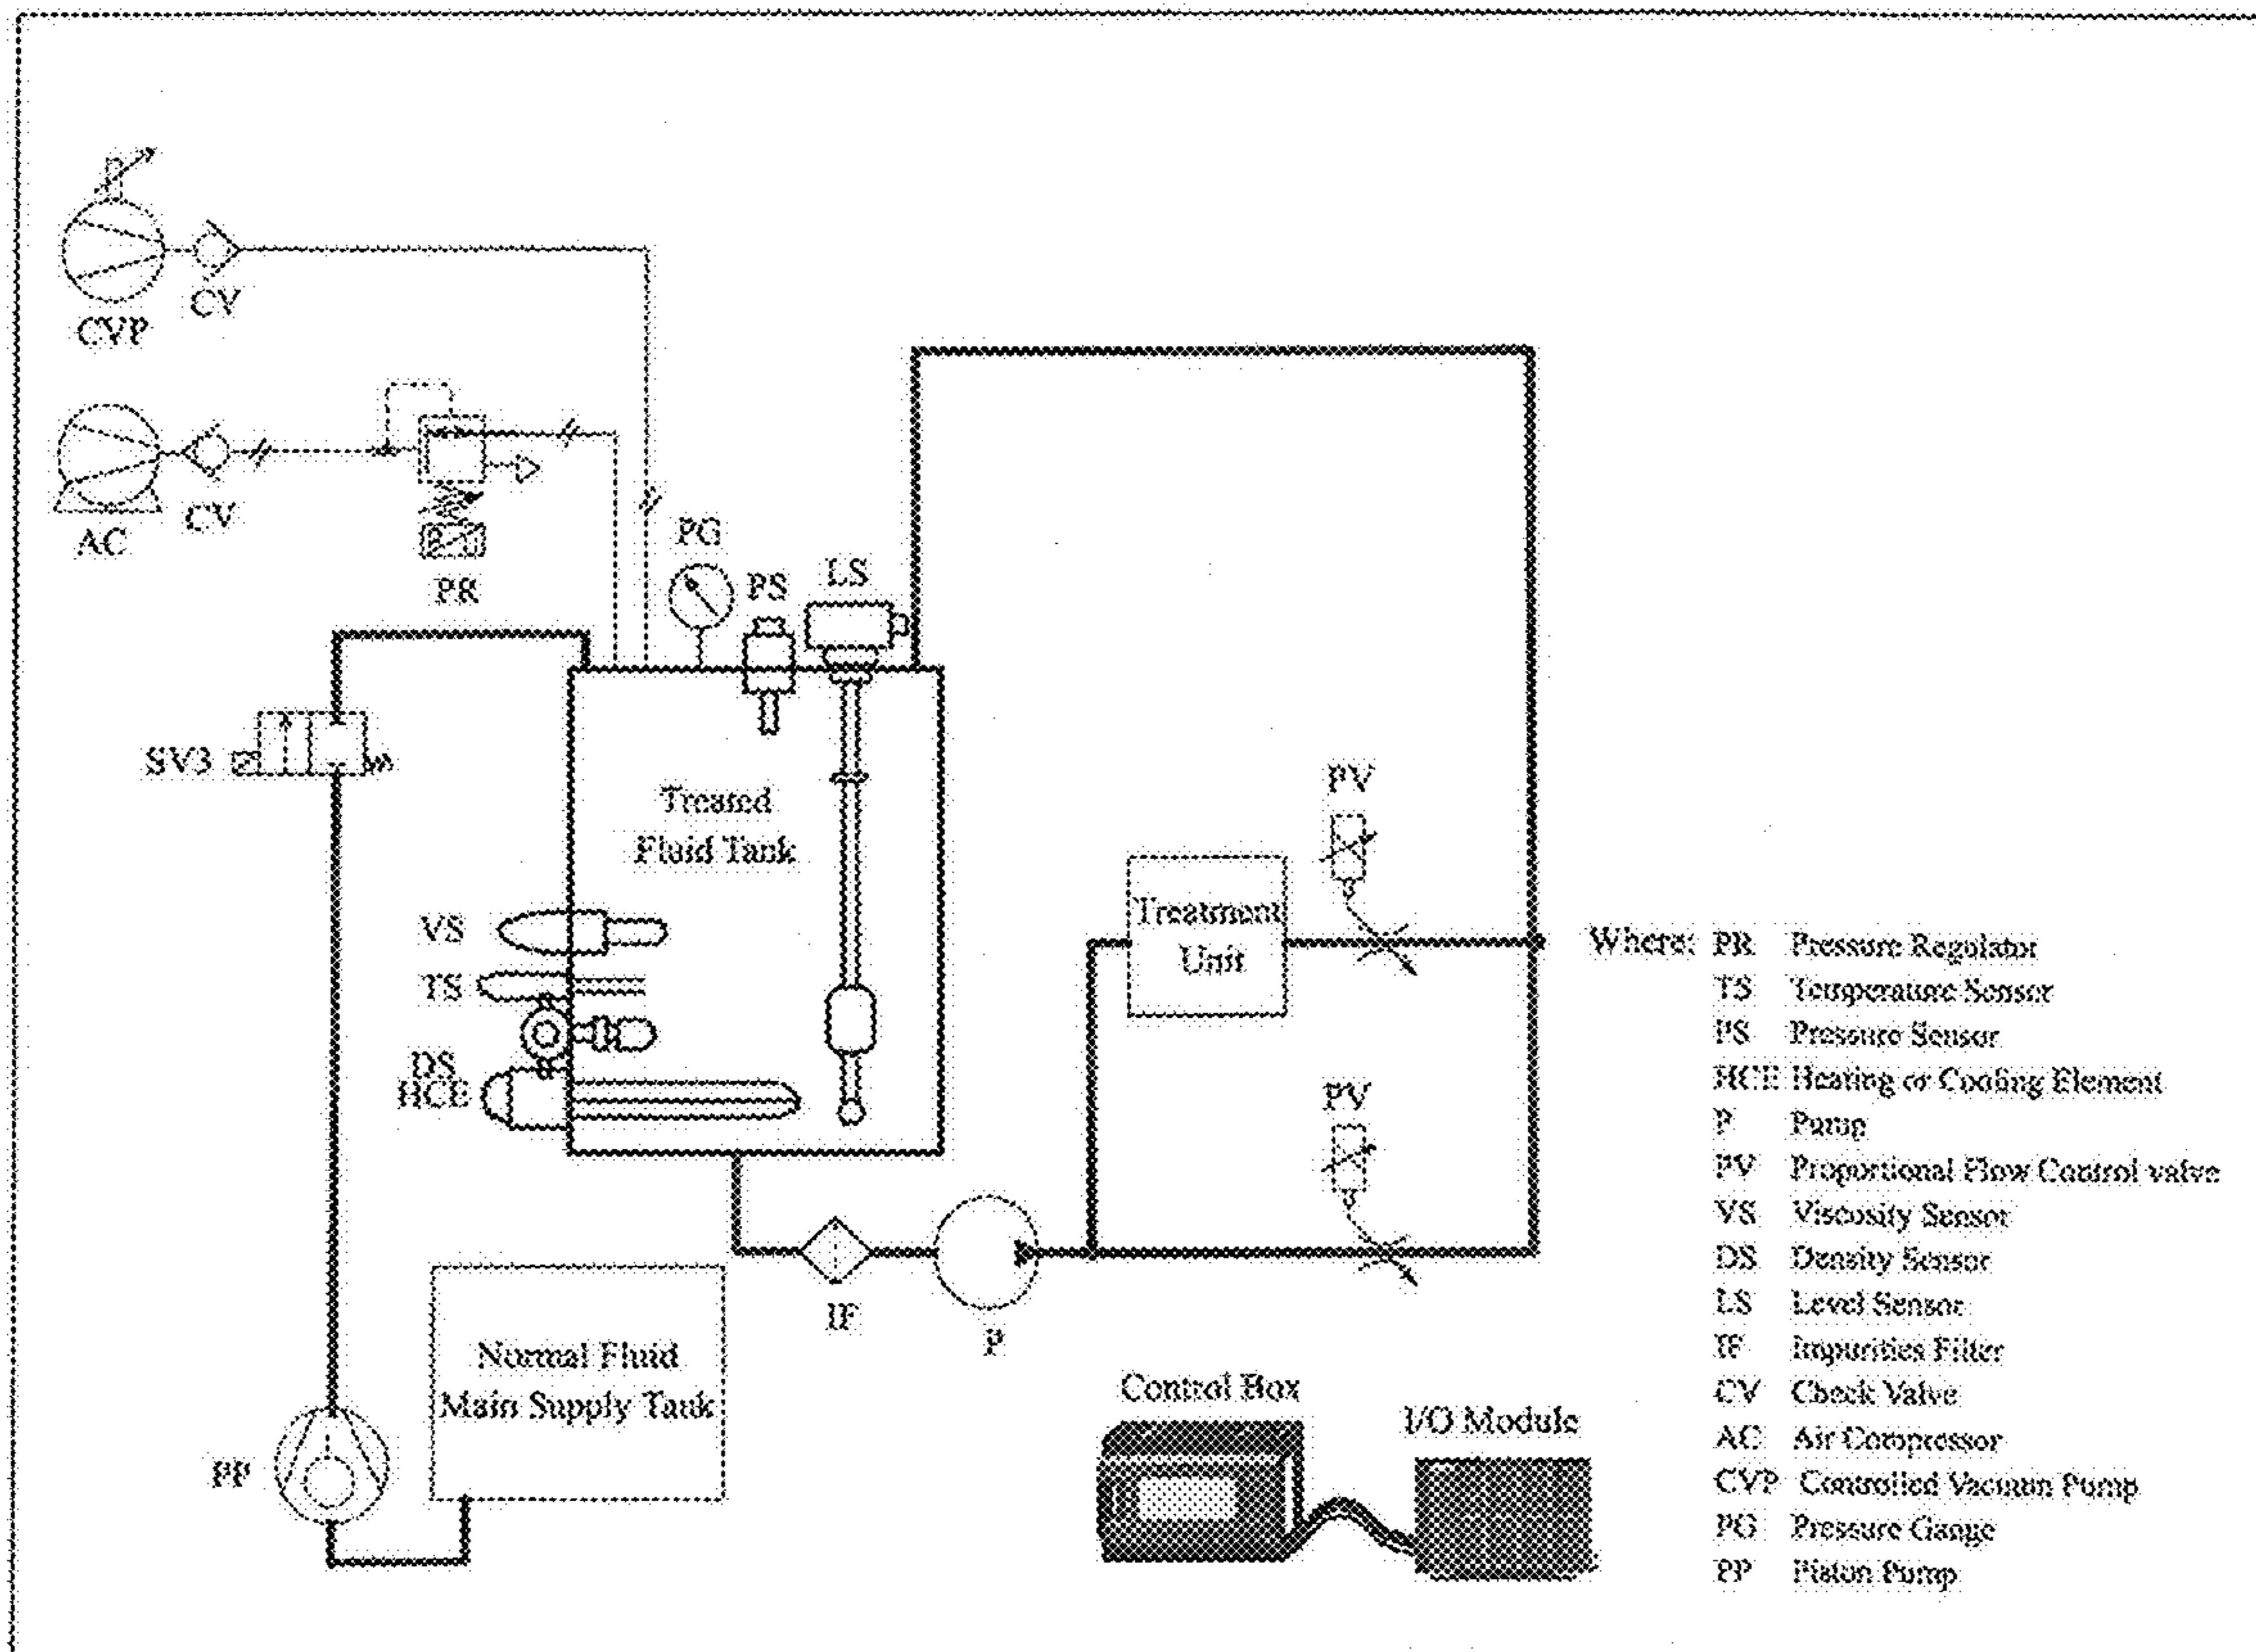 CV
CVP
AC
CV
PR
PG
PS
LS
SV3
Treated
Fluid Tank
VS
TS
DS
HCE
PV
Treatment
Unit
PV
IF
P
Normal Fluid
Main Supply Tank
PP
Control Box
I/O Module
Where: PR Pressure Regulator
TS Temperature Sensor
PS Pressure Sensor
HCE Heating or Cooling Element
P Pump
PV Proportional Flow Control valve
VS Viscosity Sensor
DS Density Sensor
LS Level Sensor
IF Impurities Filter
CV Check Valve
AC Air Compressor
CVP Controlled Vacuum Pump
PG Pressure Gange
PP Piston Pump